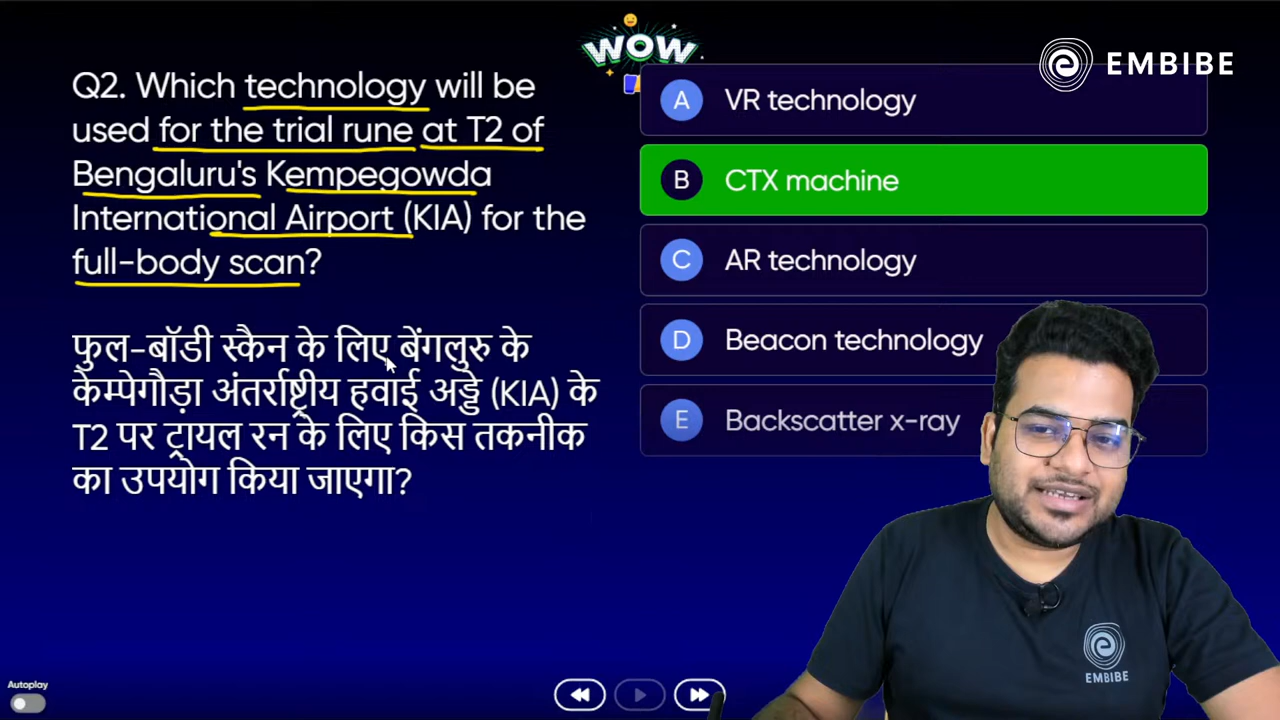 WOW
EMBIBE
Q2. Which technology will be
used for the trial rune at T2 of
Bengaluru's Kempegowda
International Airport (KIA) for the
full-body scan?
फुल-बॉडी स्कैन के लिए बेंगलुरु के
केम्पेगौड़ा अंतर्राष्ट्रीय हवाई अड्डे (KIA) के
T2 पर ट्रायल रन के लिए किस तकनीक
का उपयोग किया जाएगा?
A VR technology
B CTX machine
C AR technology
D Beacon technology
E Backscatter x-ray
EMBIBE
Autoplay